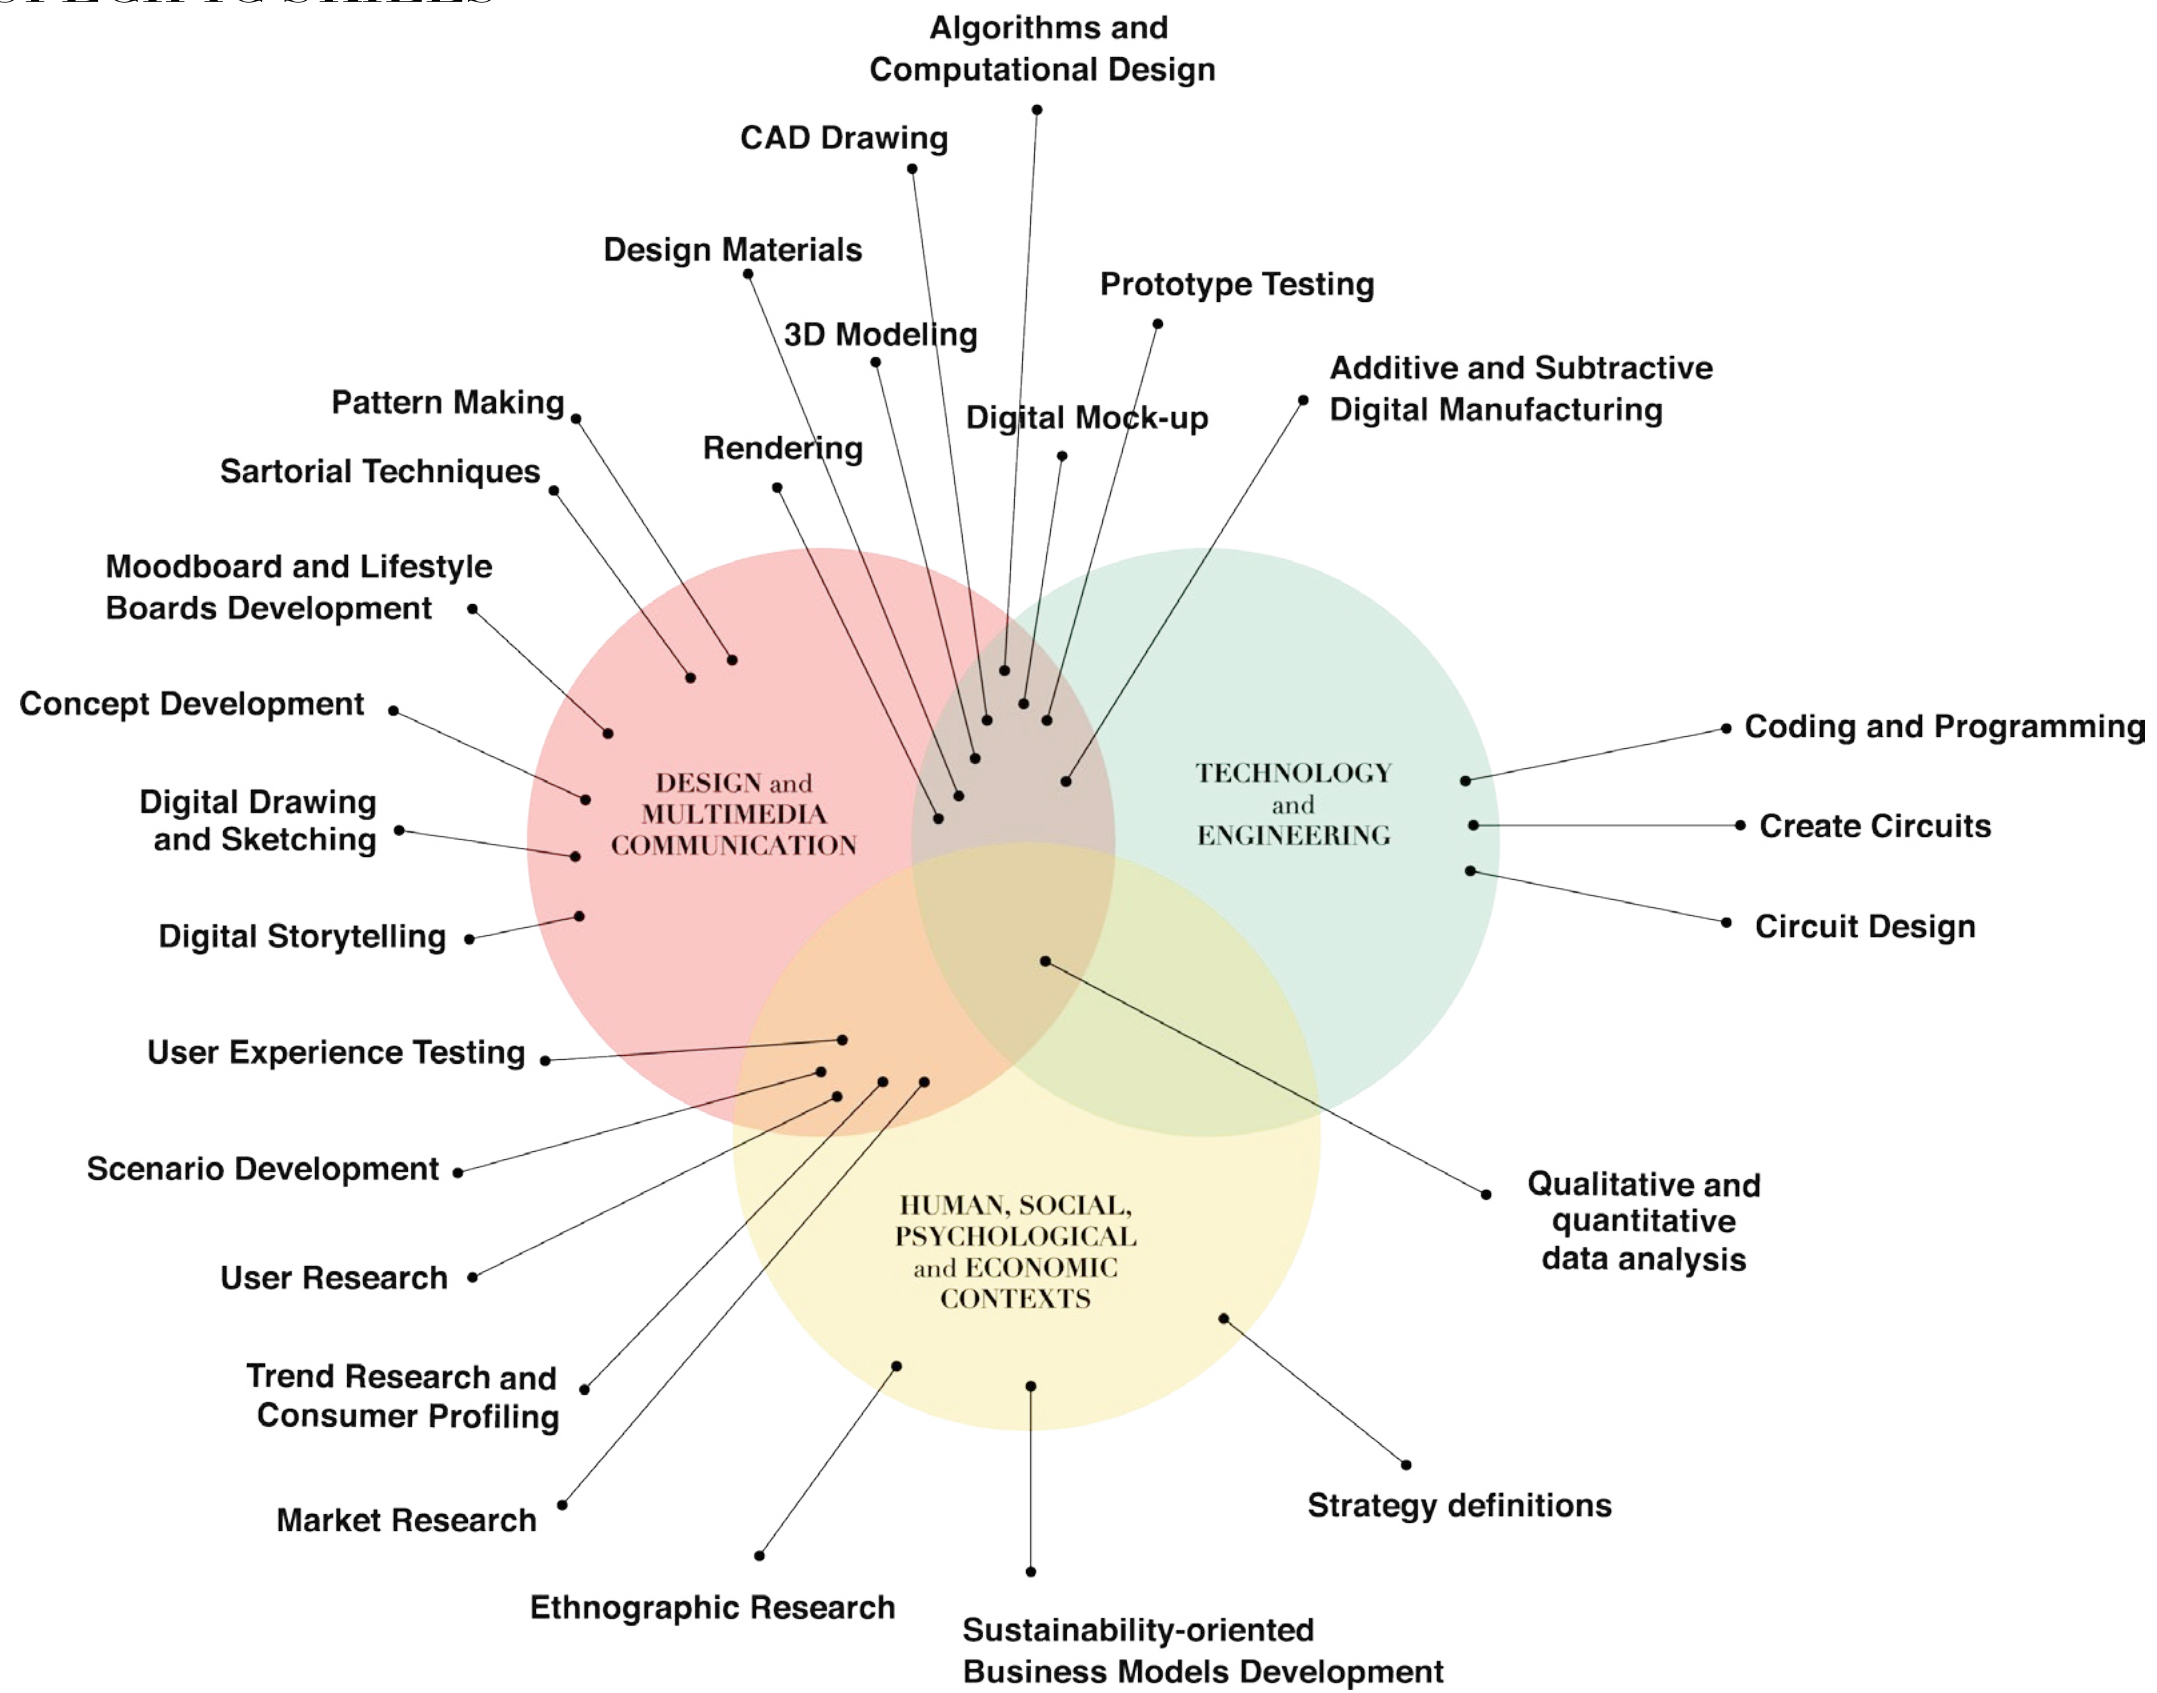 SPECIFIC SKILLS
Algorithms and
Computational Design
CAD Drawing
Design Materials
Prototype Testing
3D Modeling
Additive and Subtractive
Digital Manufacturing
Pattern Making
Digital Mock-up
Rendering
Sartorial Techniques
Moodboard and Lifestyle
Boards Development
Concept Development
Coding and Programming
DESIGN and
MULTIMEDIA
COMMUNICATION
TECHNOLOGY
and
ENGINEERING
Digital Drawing
and Sketching
Create Circuits
Circuit Design
Digital Storytelling
User Experience Testing
Scenario Development
Qualitative and
quantitative
data analysis
HUMAN, SOCIAL,
PSYCHOLOGICAL
and ECONOMIC
CONTEXTS
User Research
Trend Research and
Consumer Profiling
Market Research
Strategy definitions
Ethnographic Research
Sustainability-oriented
Business Models Development